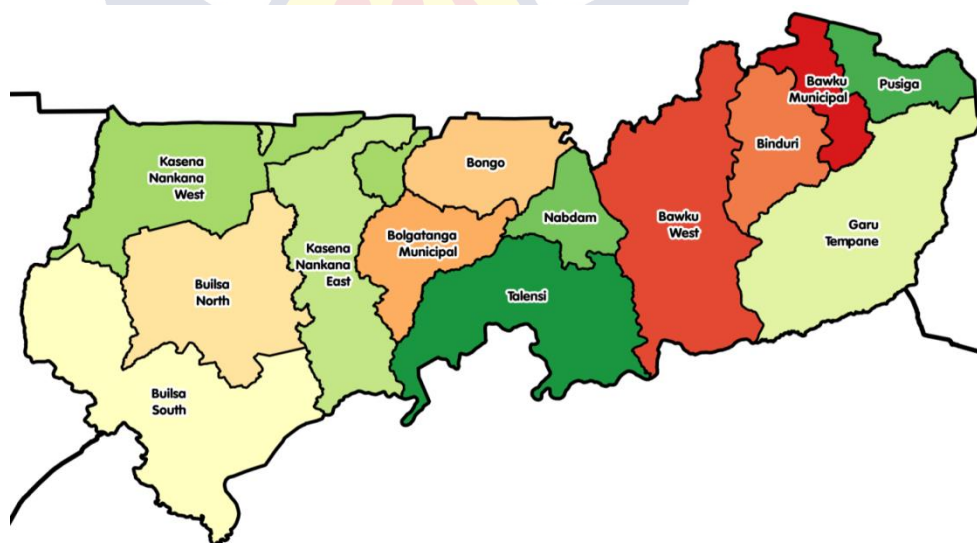 Kasena
Nankana
West
Builsa
North
Builsa
South
Kasena
Nankana
East
Bongo
Bolgatanga
Municipal
Nabdam
Talensi
Bawku
West
Binduri
Bawku
Municipal
Pusiga
Garu
Tempane